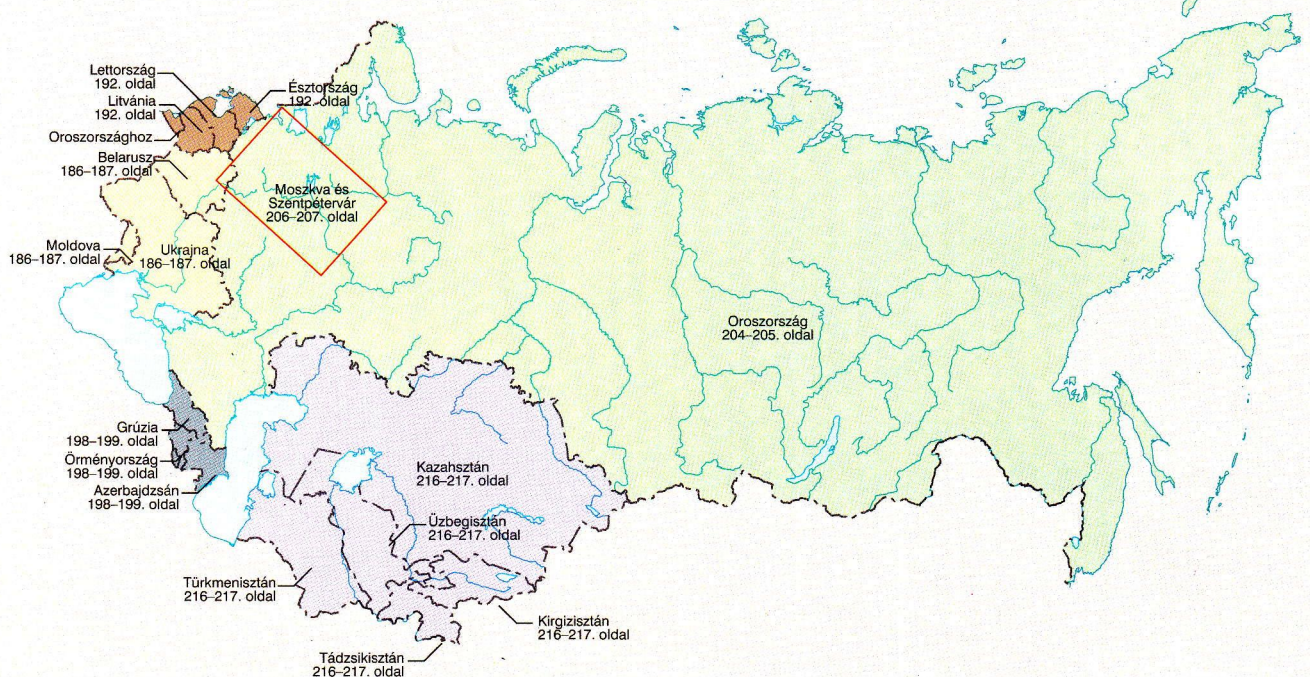 Lettország
192. oldal
Litvánia
192. oldal
Oroszországhoz
Belarusz
186–187. oldal
Észtország
192. oldal
Moszkva és
Szentpétervár
206–207. oldal
Moldova
186–187. oldal
Ukrajna
186–187. oldal
Oroszország
204–205. oldal
Grúzia
198–199. oldal
Örményország
198–199. oldal
Azerbajdzsán
198–199. oldal
Kazahsztán
216–217. oldal
Üzbegisztán
216–217. oldal
Türkmenisztán
216–217. oldal
Kirgizisztán
216–217. oldal
Tádzsikisztán
216–217. oldal